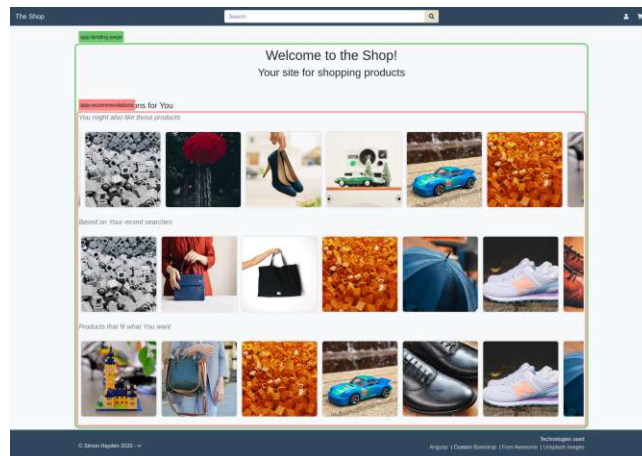 The Shop
Search
app-landing-page
Welcome to the Shop!
Your site for shopping products
app-recommendations ons for You
You might also like those products
Based on Your recent searches:
Products that fit what You want
Technologies used
© Simon Hayden 2020 - ∞
Angular | Custom Bootstrap | Font Awesome | Unsplash Images